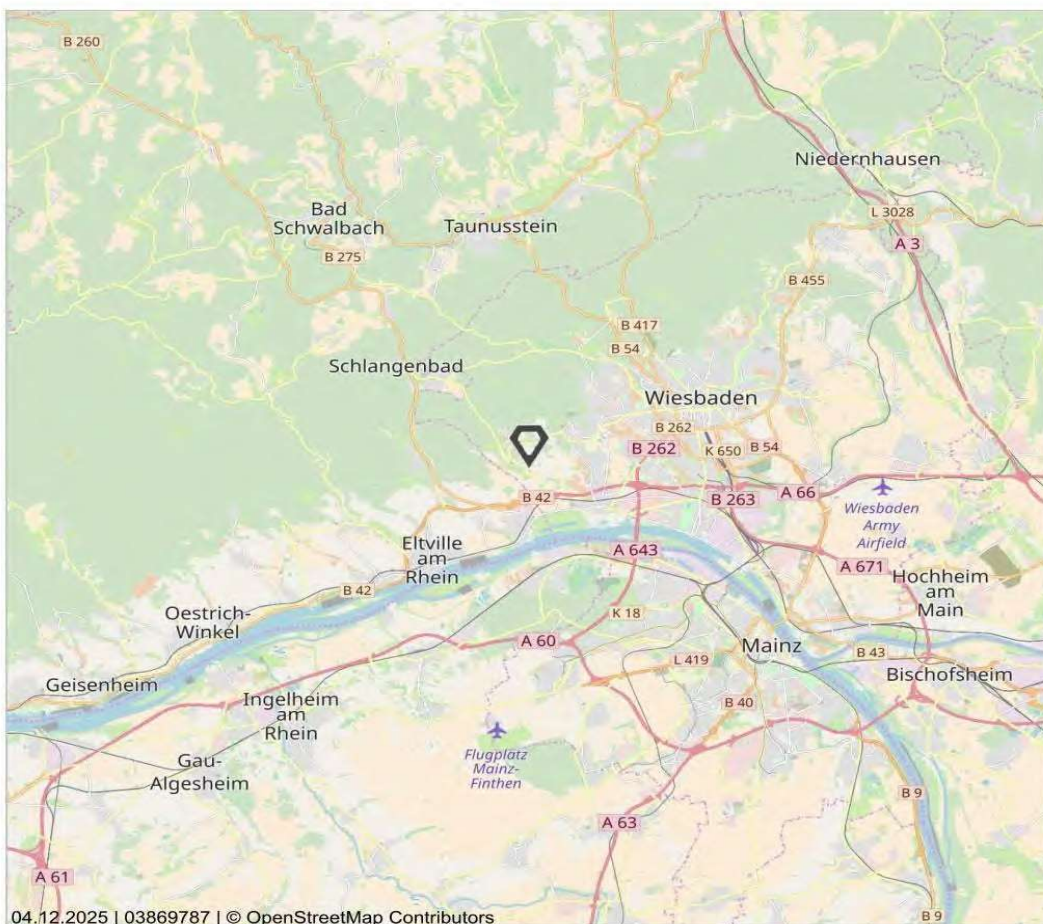 B 260
Niedernhausen
Bad
Schwalbach
Taunusstein
L 3028
A 3
B 275
B 455
B 417
B 54
Schlangenbad
Wiesbaden
B 262
B 262
K 650
B 54
B 42
B 263
A 66
Wiesbaden
Army
Airfield
Eltville
am
Rhein
A 643
A 671
Hochheim
am
Main
B 42
Oestrich-
Winkel
K 18
A 60
Mainz
B 43
L 419
Geisenheim
Bischofsheim
Ingelheim
am
Rhein
B 40
Flugplatz
Mainz-
Finthen
Gau-
Algesheim
B 9
A 63
A 61
B 9
04.12.2025 | 03869787 | © OpenStreetMap Contributors